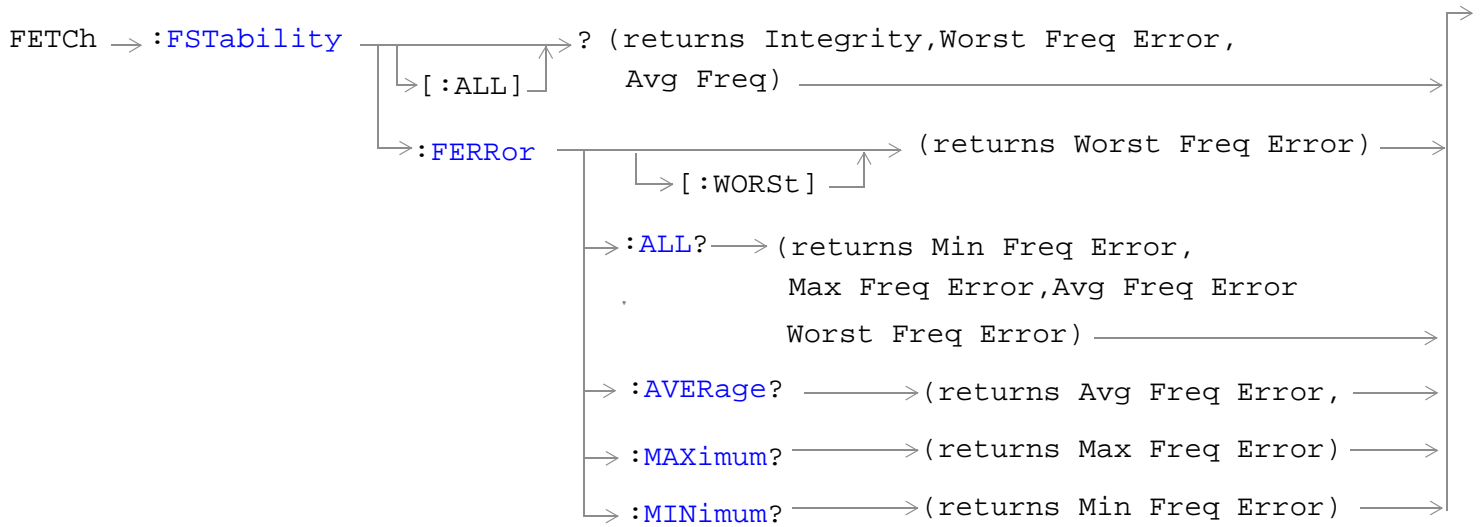 FETCh :FSTability ? (returns Integrity,Worst Freq Error,
[:ALL] Avg Freq)
:FERRor (returns Worst Freq Error)
[:WORSt]
:ALL? (returns Min Freq Error,
Max Freq Error,Avg Freq Error
Worst Freq Error)
:AVERage? (returns Avg Freq Error,
:MAXimum? (returns Max Freq Error)
:MINimum? (returns Min Freq Error)